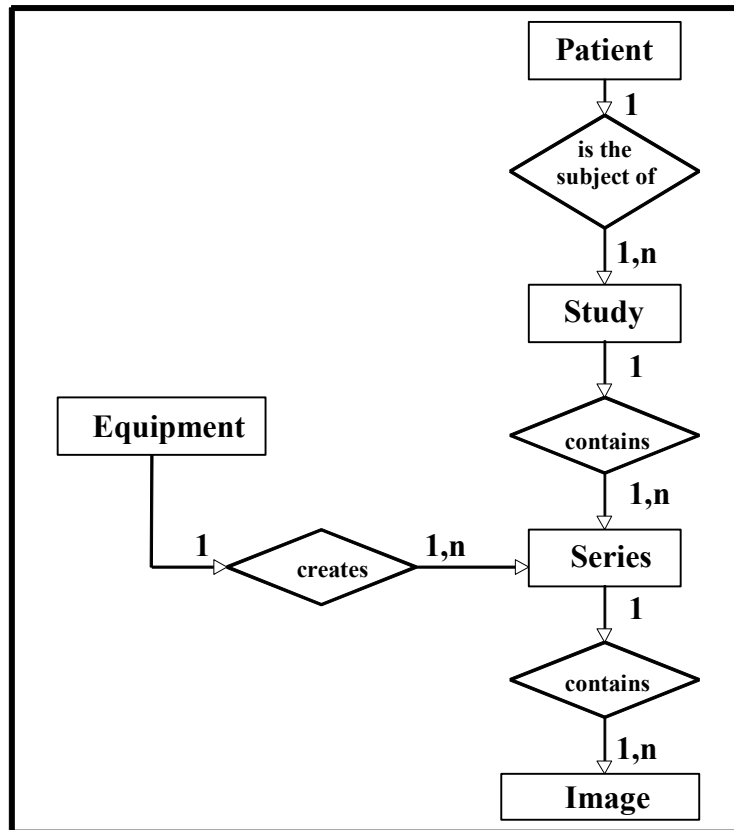 Patient
1
is the
subject of
1,n
Study
1
contains
1,n
Equipment
1
creates
1,n
Series
1
contains
1,n
Image